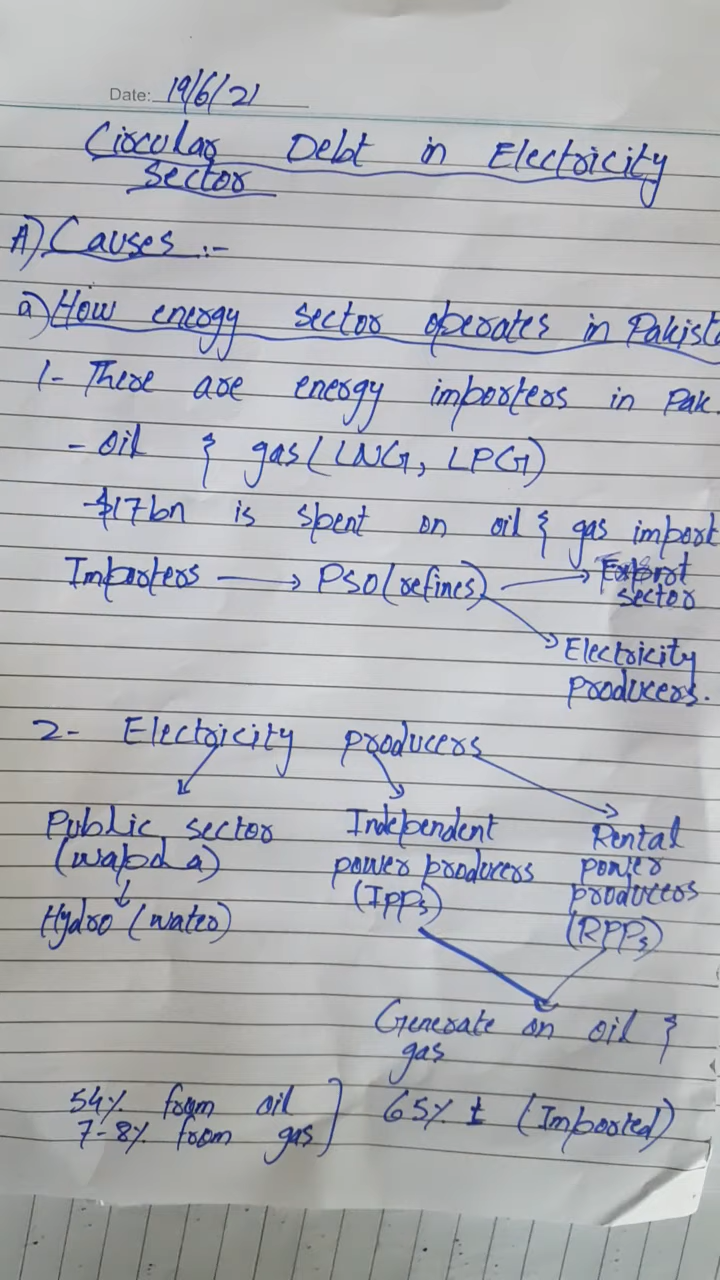 Date: 19/6/21
Circular Debt in Electricity
Sector
A) Causes :-
a) How energy sector operates in Pakista
1- There are energy importers in Pak.
- oil & gas (LNG, LPG)
- $17bn is spent on oil & gas import
Importers → PSO (refines) → Export
sector
→ Electricity
producers.
2- Electricity producers
Public sector
(wapda)
↓
Hydro (water)
Independent
power producers
(IPPs)
Rental
power
producers
(RPPs)
Generate on oil &
gas
54% from oil
7-8% from gas
65% ± (Imported)